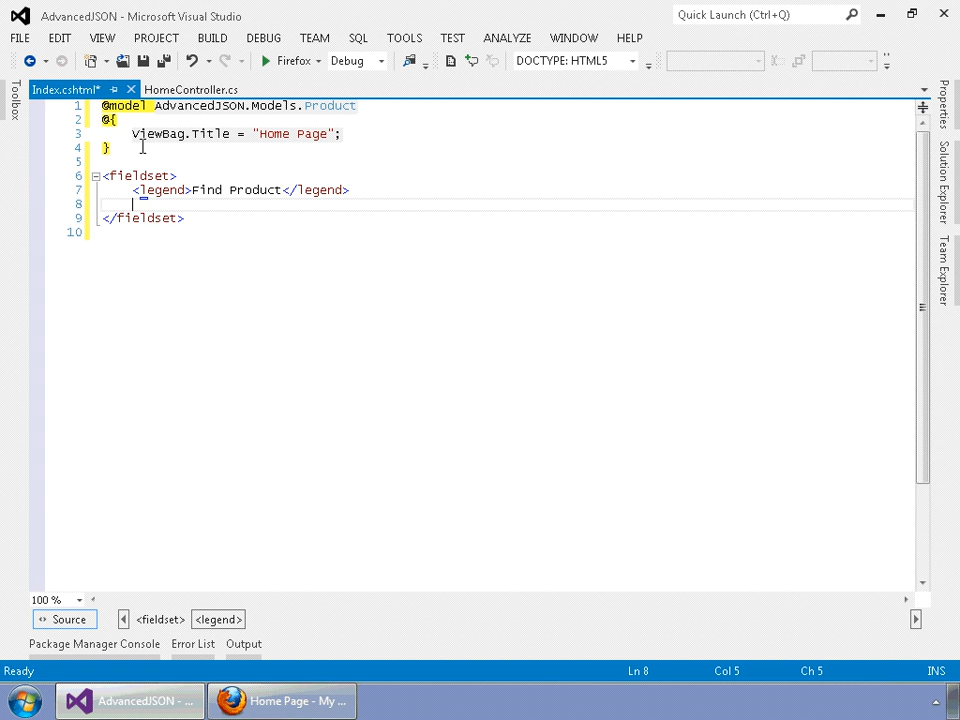 AdvancedJSON - Microsoft Visual Studio
Quick Launch (Ctrl+Q)
FILE EDIT VIEW PROJECT BUILD DEBUG TEAM SQL TOOLS TEST ANALYZE WINDOW HELP
Firefox Debug DOCTYPE: HTML5
Toolbox
Index.cshtml* HomeController.cs
1 @model AdvancedJSON.Models.Product
2 @{
3 ViewBag.Title = "Home Page";
4 }
5
6 <fieldset>
7 <legend>Find Product</legend>
8
9 </fieldset>
10
Properties
Solution Explorer
Team Explorer
100 %
Source <fieldset> <legend>
Package Manager Console Error List Output
Ready Ln 8 Col 5 Ch 5 INS
AdvancedJSON - ... Home Page - My ...